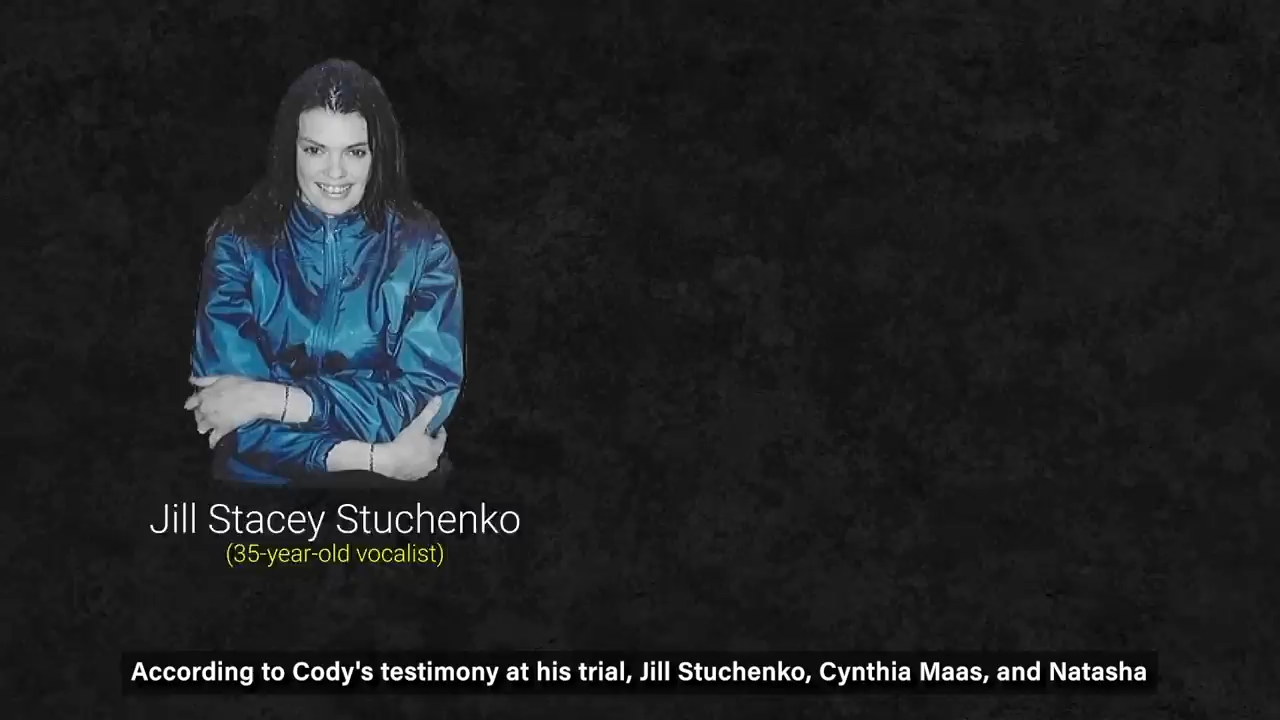 Jill Stacey Stuchenko
(35-year-old vocalist)
According to Cody's testimony at his trial, Jill Stuchenko, Cynthia Maas, and Natasha